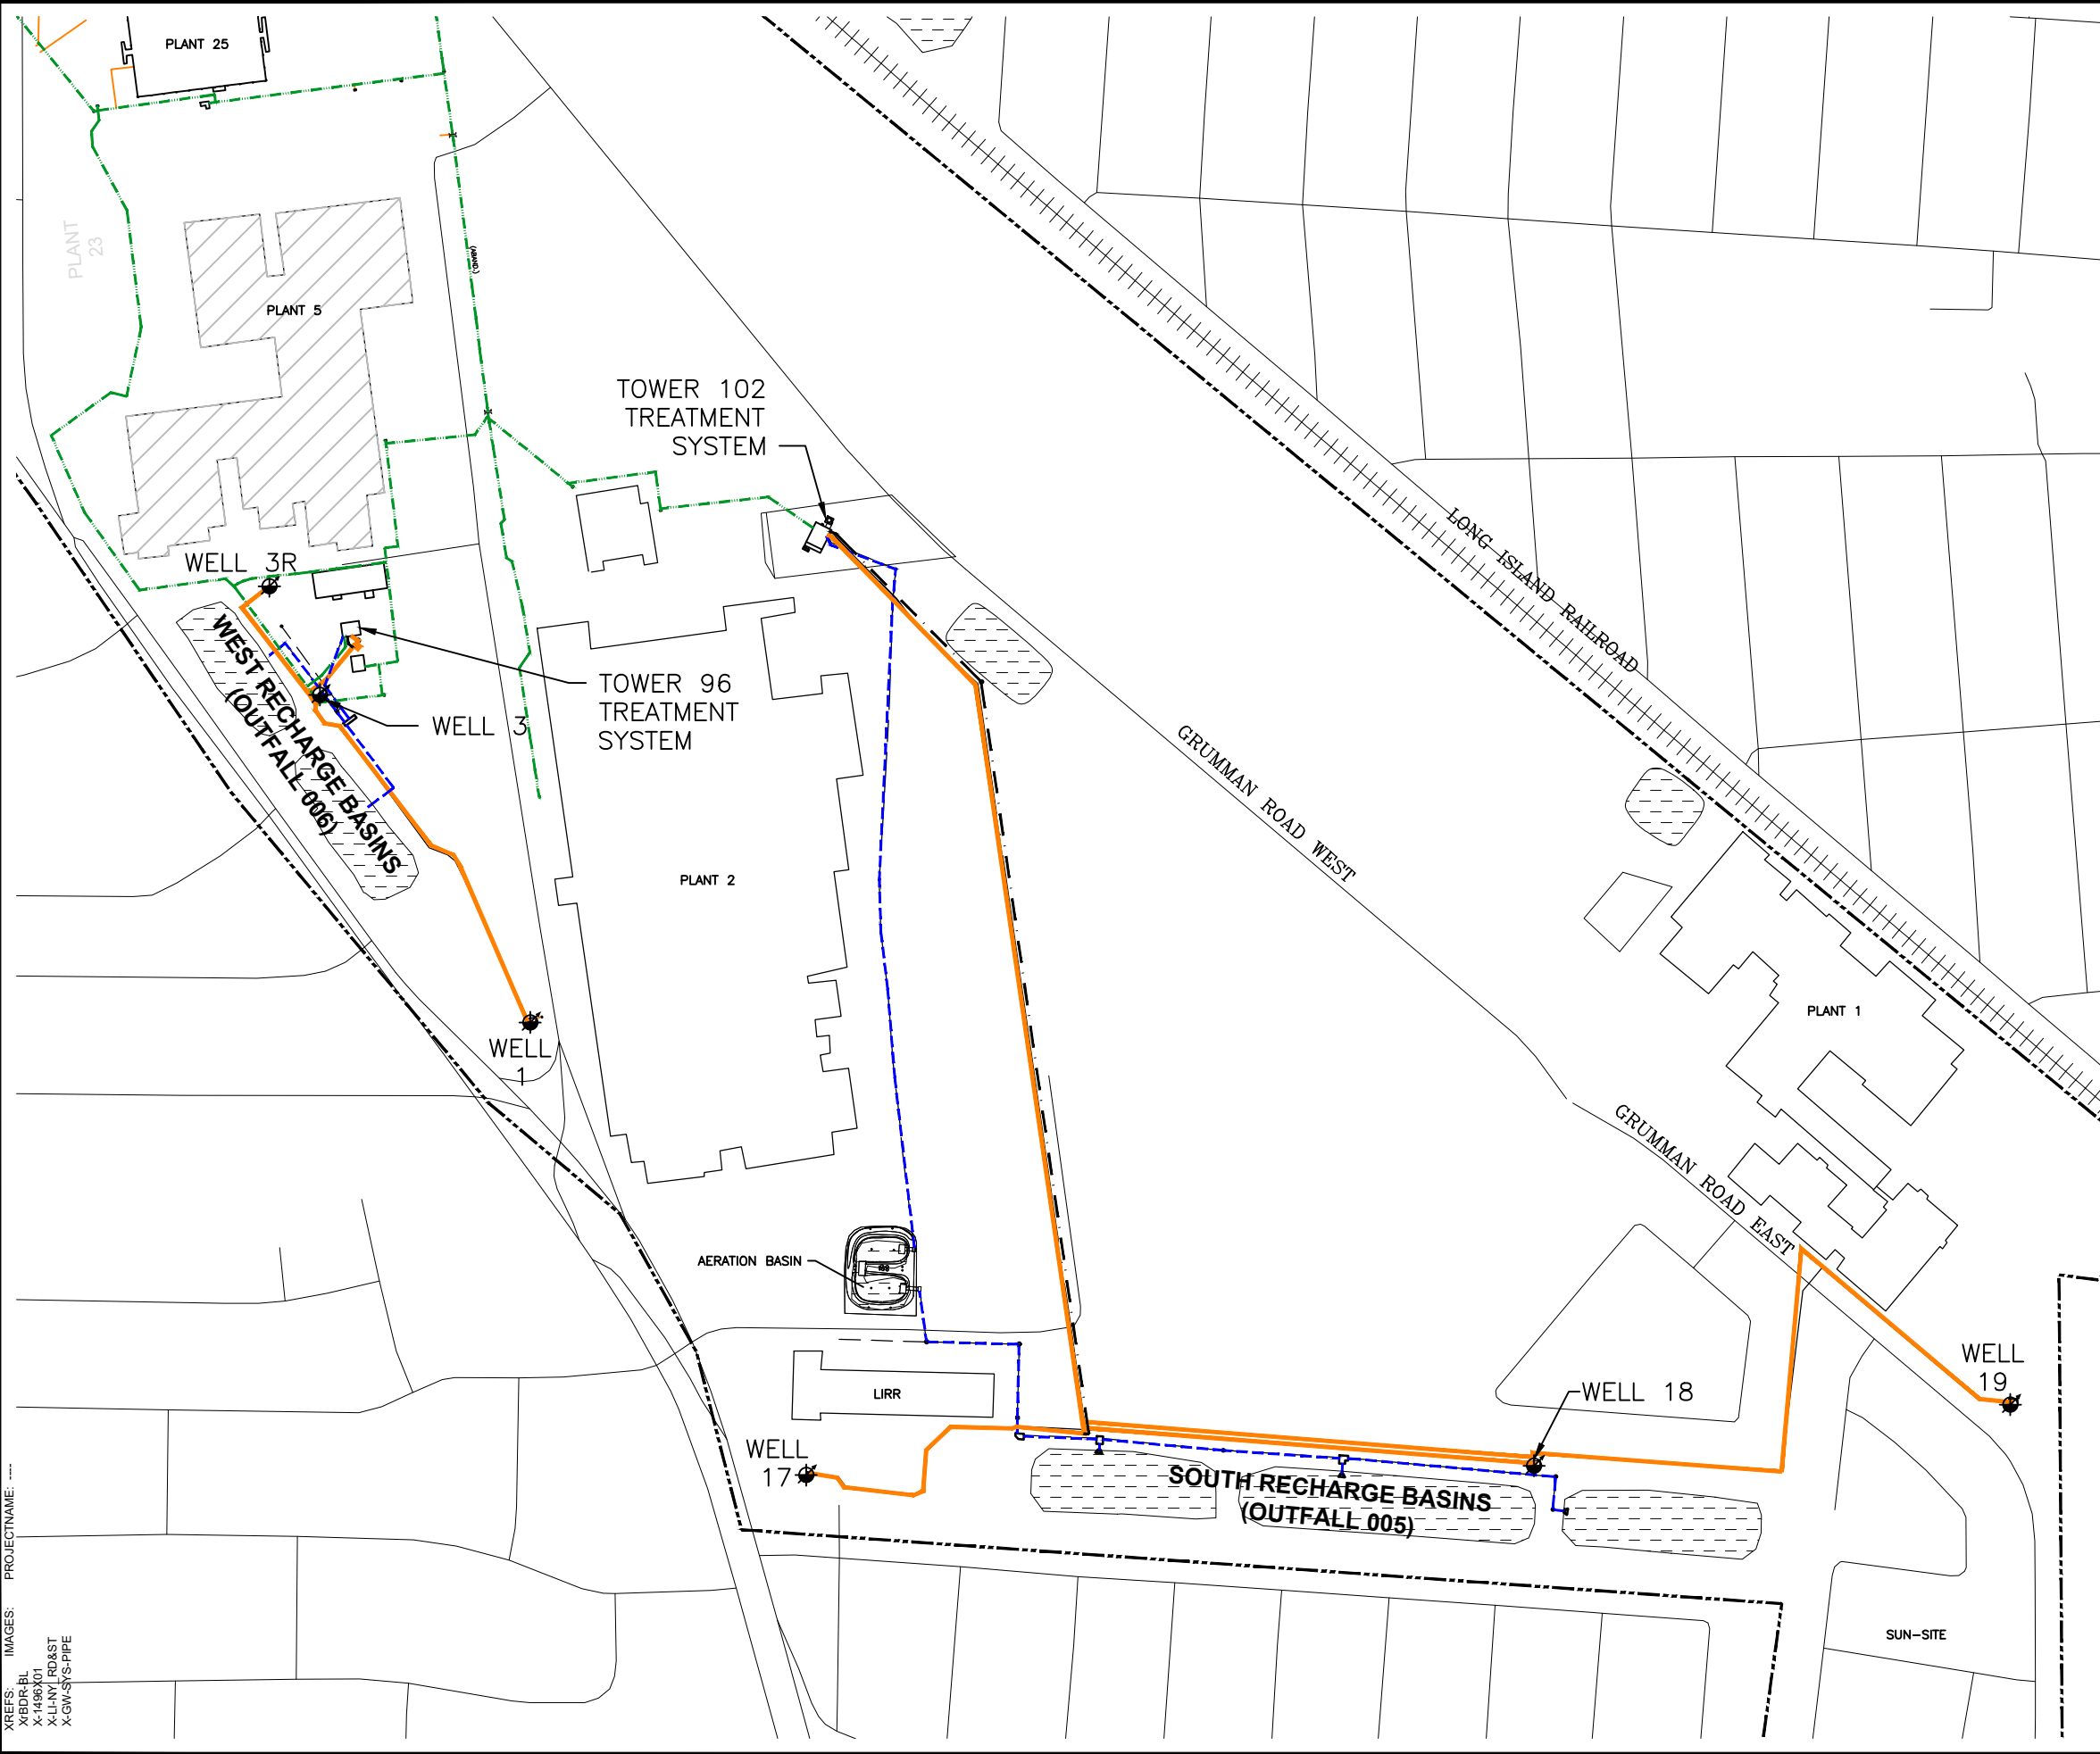 PLANT 25
PLANT
23
(ABAND.)
PLANT 5
TOWER 102
TREATMENT
SYSTEM
LONG ISLAND RAILROAD
WELL 3R
WEST RECHARGE BASINS
(OUTFALL 006)
TOWER 96
TREATMENT
SYSTEM
WELL 3
GRUMMAN ROAD WEST
PLANT 2
PLANT 1
WELL
1
GRUMMAN ROAD EAST
AERATION BASIN
LIRR
WELL
19
WELL 18
WELL
17
SOUTH RECHARGE BASINS
(OUTFALL 005)
SUN-SITE
XREFS: IMAGES: PROJECTNAME: ----
XrBDR-BL
X-1496X01
X-LI-NY_RD&ST
X-GW-SYS-PIPE